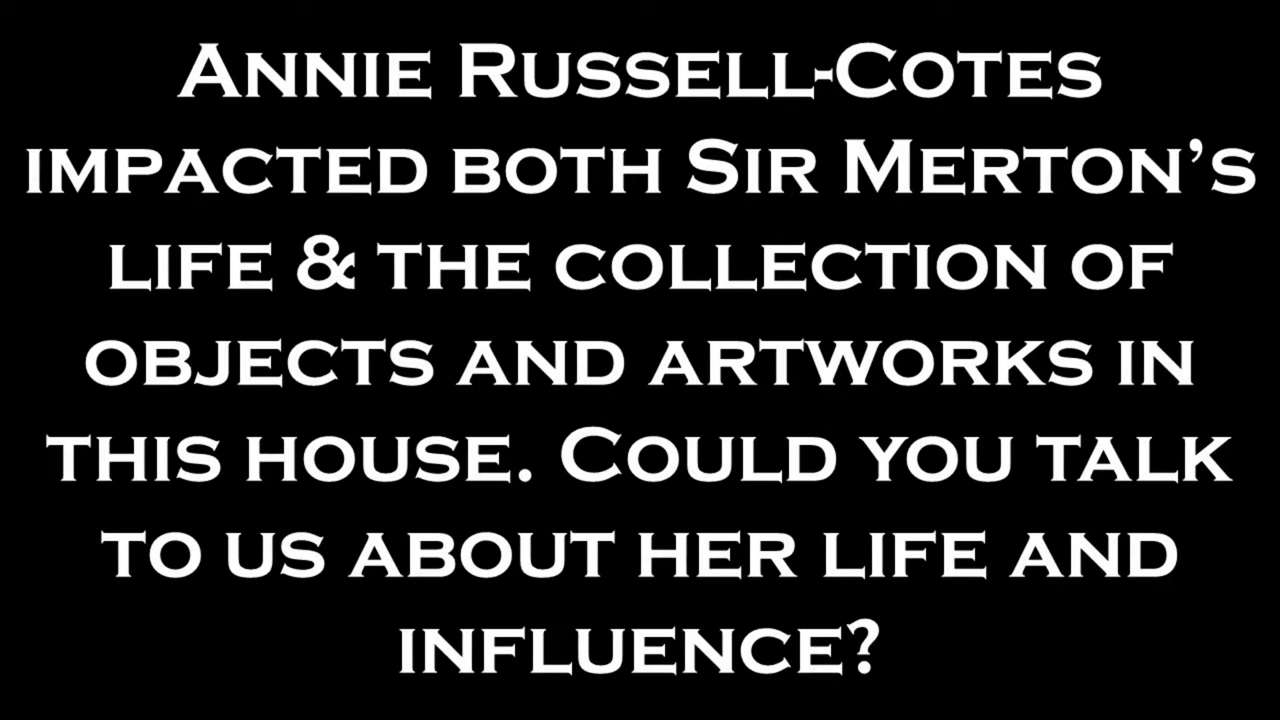 Annie Russell-Cotes
impacted both Sir Merton’s
life & the collection of
objects and artworks in
this house. Could you talk
to us about her life and
influence?